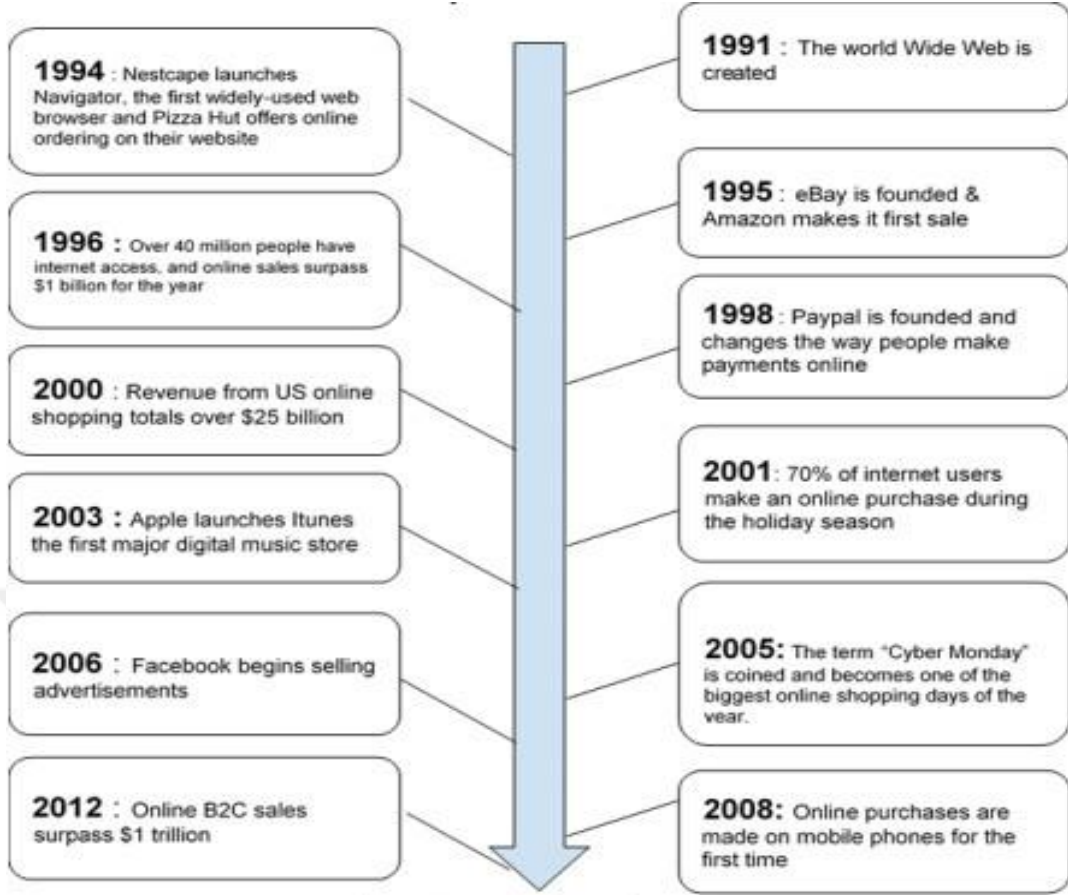 1991 : The world Wide Web is
created
1994 : Nestcape launches
Navigator, the first widely-used web
browser and Pizza Hut offers online
ordering on their website
1995 : eBay is founded &
Amazon makes it first sale
1996 : Over 40 million people have
internet access, and online sales surpass
$1 billion for the year
1998 : Paypal is founded and
changes the way people make
payments online
2000 : Revenue from US online
shopping totals over $25 billion
2001: 70% of internet users
make an online purchase during
the holiday season
2003 : Apple launches Itunes
the first major digital music store
2005: The term “Cyber Monday”
is coined and becomes one of the
biggest online shopping days of the
year.
2006 : Facebook begins selling
advertisements
2008: Online purchases are
made on mobile phones for the
first time
2012 : Online B2C sales
surpass $1 trillion